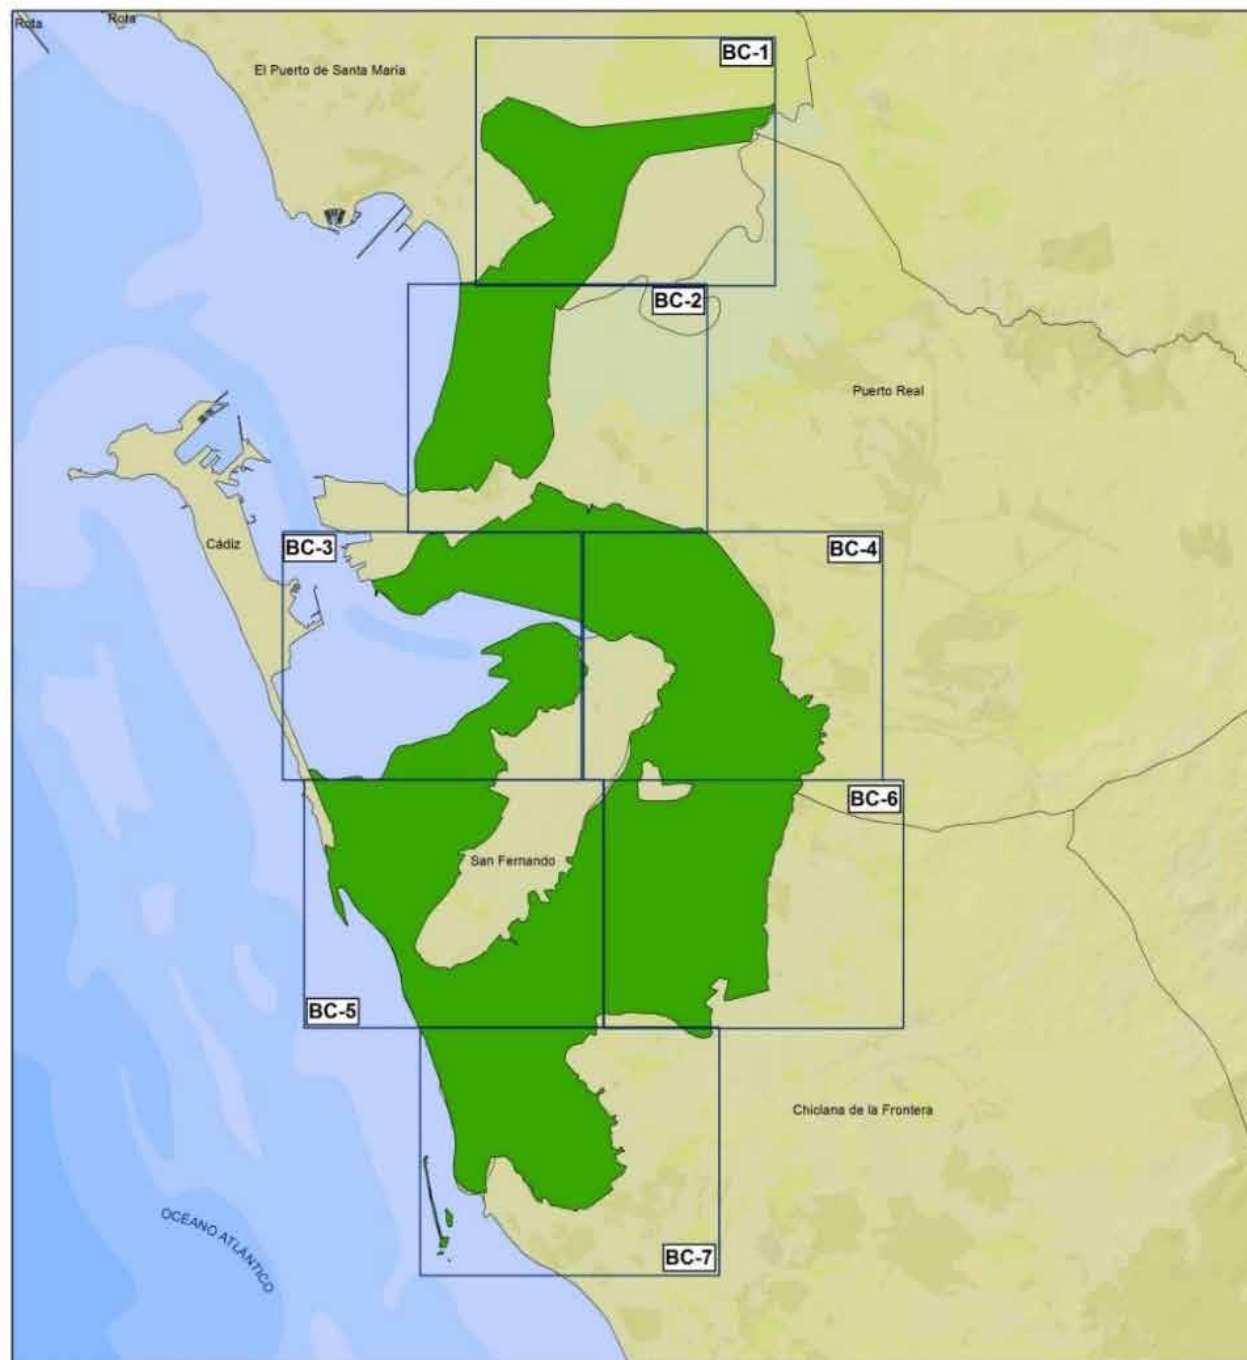 Rota
Rota
BC-1
El Puerto de Santa María
BC-2
Puerto Real
Cádiz
BC-3
BC-4
BC-6
San Fernando
BC-5
Chiclana de la Frontera
OCÉANO ATLÁNTICO
BC-7